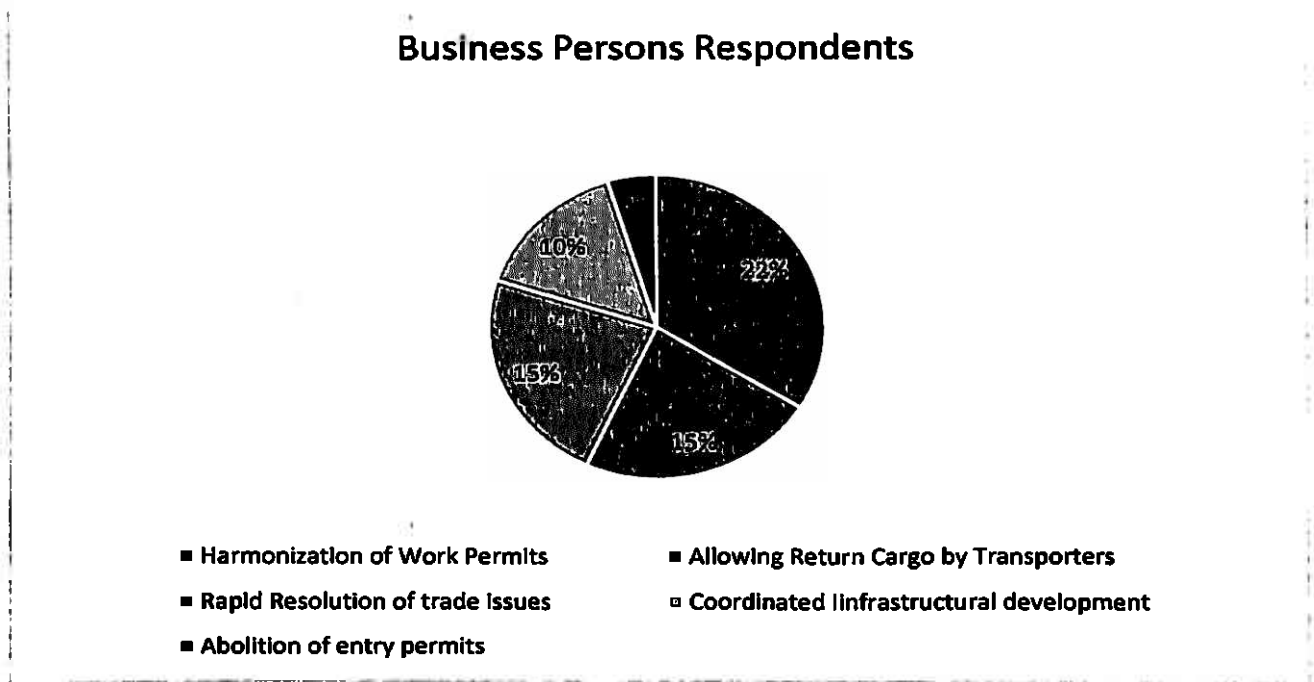 Business Persons Respondents
10%
22%
15%
15%
■ Harmonization of Work Permits
■ Allowing Return Cargo by Transporters
■ Rapid Resolution of trade issues
Coordinated Iinfrastructural development
■ Abolition of entry permits